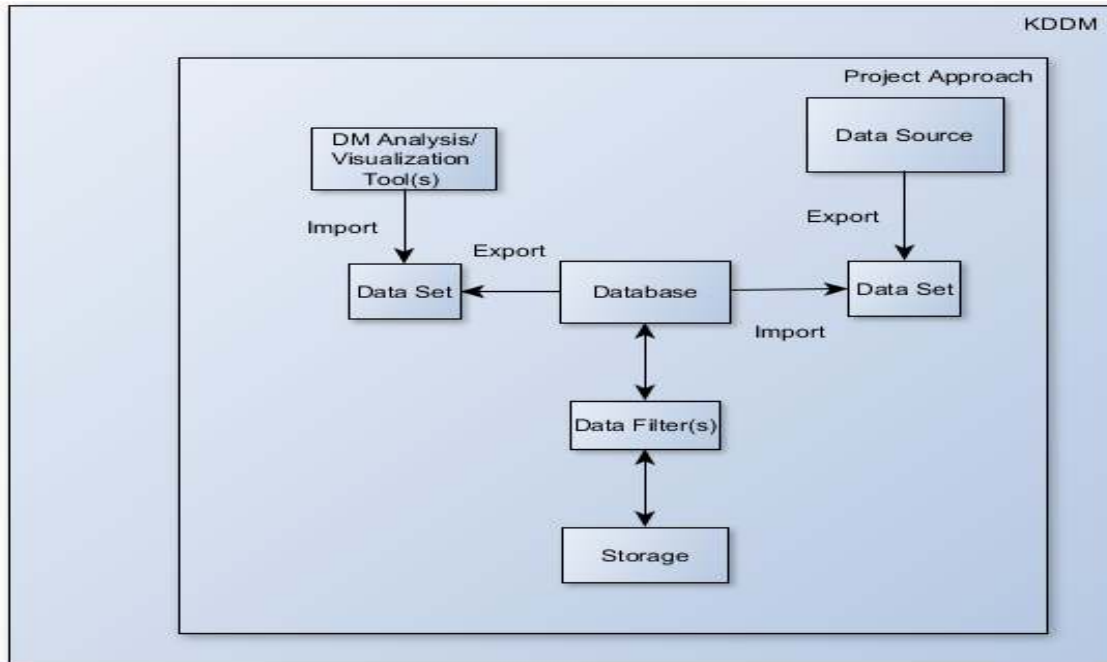 KDDM
Project Approach
DM Analysis/
Visualization
Tool(s)
Data Source
Import
Export
Export
Data Set
Database
Data Set
Import
Data Filter(s)
Storage